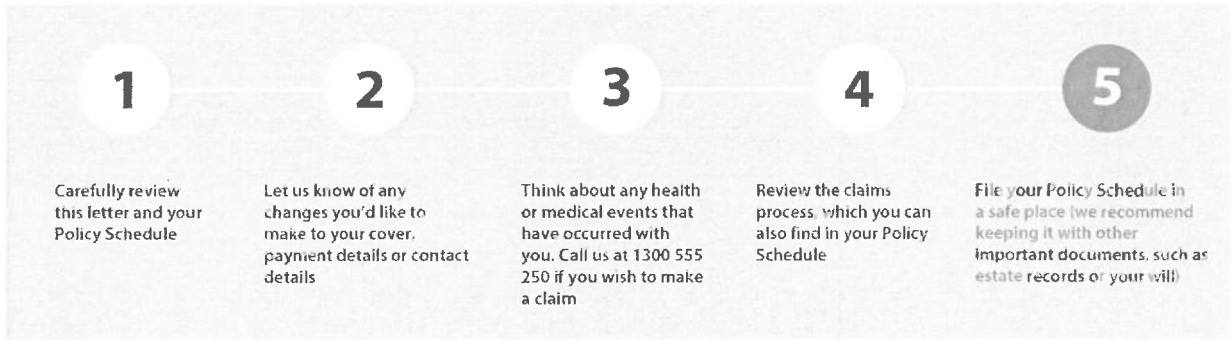 1
Carefully review
this letter and your
Policy Schedule
2
Let us know of any
changes you'd like to
make to your cover,
payment details or contact
details
3
Think about any health
or medical events that
have occurred with
you. Call us at 1300 555
250 if you wish to make
a claim
4
Review the claims
process, which you can
also find in your Policy
Schedule
5
File your Policy Schedule in
a safe place (we recommend
keeping it with other
important documents, such as
estate records or your will)